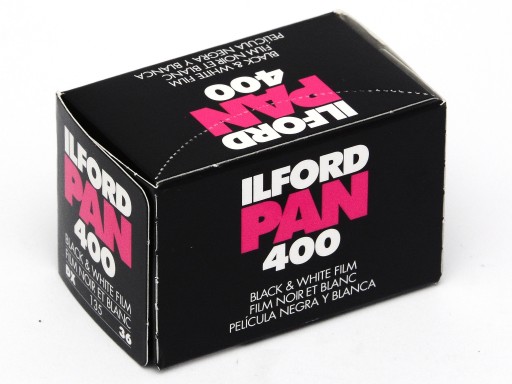 BLACK & WHITE FILM
FILM NOIR ET BLANC
PELÍCULA NEGRA Y BLANCA
ILFORD
PAN
400
ILFORD
PAN
400
BLACK & WHITE FILM
FILM NOIR ET BLANC
DX 135 36
ILFORD
PAN
400
BLACK & WHITE FILM
FILM NOIR ET BLANC
PELÍCULA NEGRA Y BLANCA